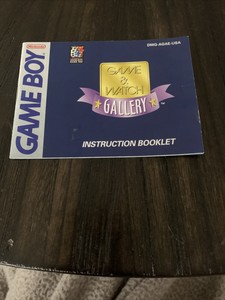 GAME BOY
DMG-AGAE-USA
GAME
&
WATCH
GALLERY
INSTRUCTION BOOKLET